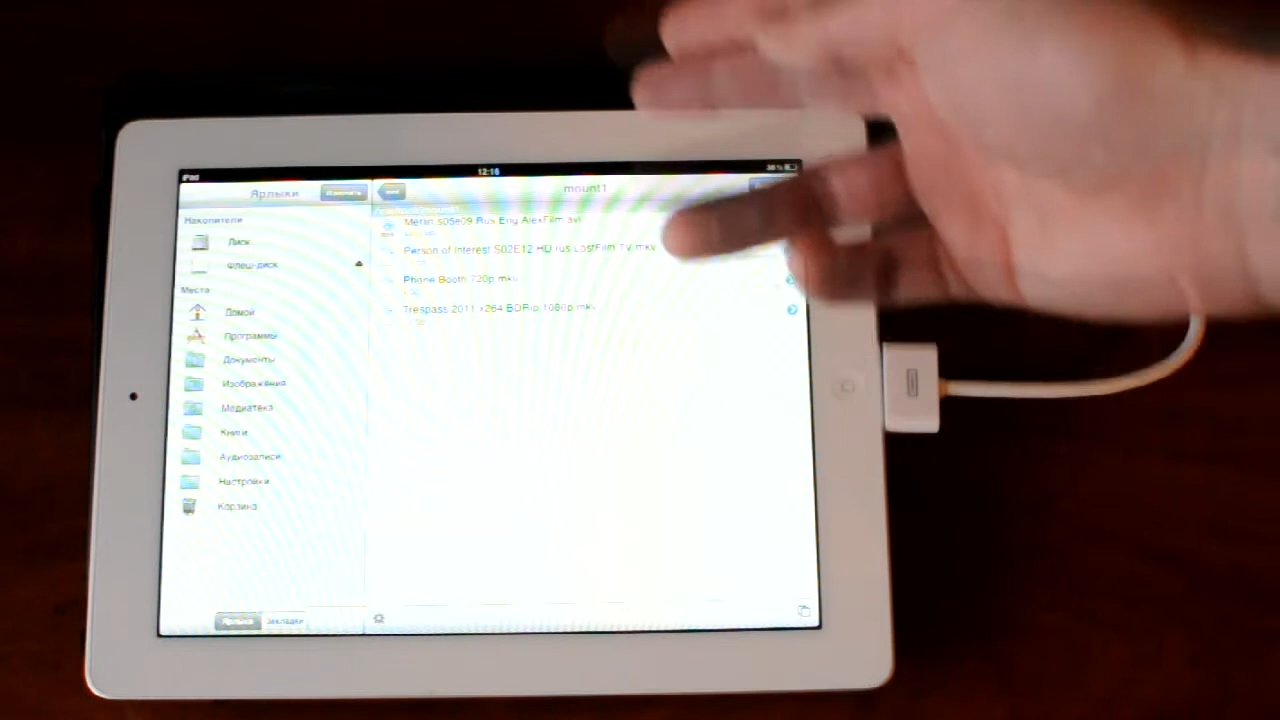 iPad
12:16
Ярлыки
Изменить
mount1
Накопители
Диск
Флеш-диск
Места
Домой
Программы
Документы
Изображения
Медиатека
Книги
Аудиозаписи
Настройки
Корзина
Merlin.s05e09.Rus.Eng.AlexFilm.avi
Person of Interest S02E12 HD rus LostFilm TV.mkv
Phone Booth 720p.mkv
Trespass 2011 x264 BDRip 1080p.mkv
Ярлыки
Закладки